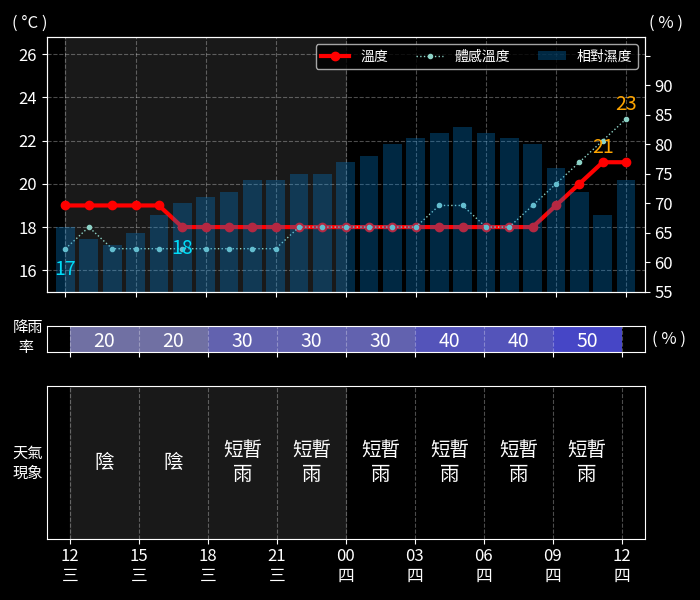 ( °C )
( % )
溫度
體感溫度
相對濕度
26
24
22
20
18
16
90
85
80
75
70
65
60
55
23
21
18
17
降雨
率
20 20 30 30 30 40 40 50
( % )
天氣
現象
陰 陰 短暫 短暫 短暫 短暫 短暫 短暫
雨 雨 雨 雨 雨 雨
12 15 18 21 00 03 06 09 12
三 三 三 三 四 四 四 四 四